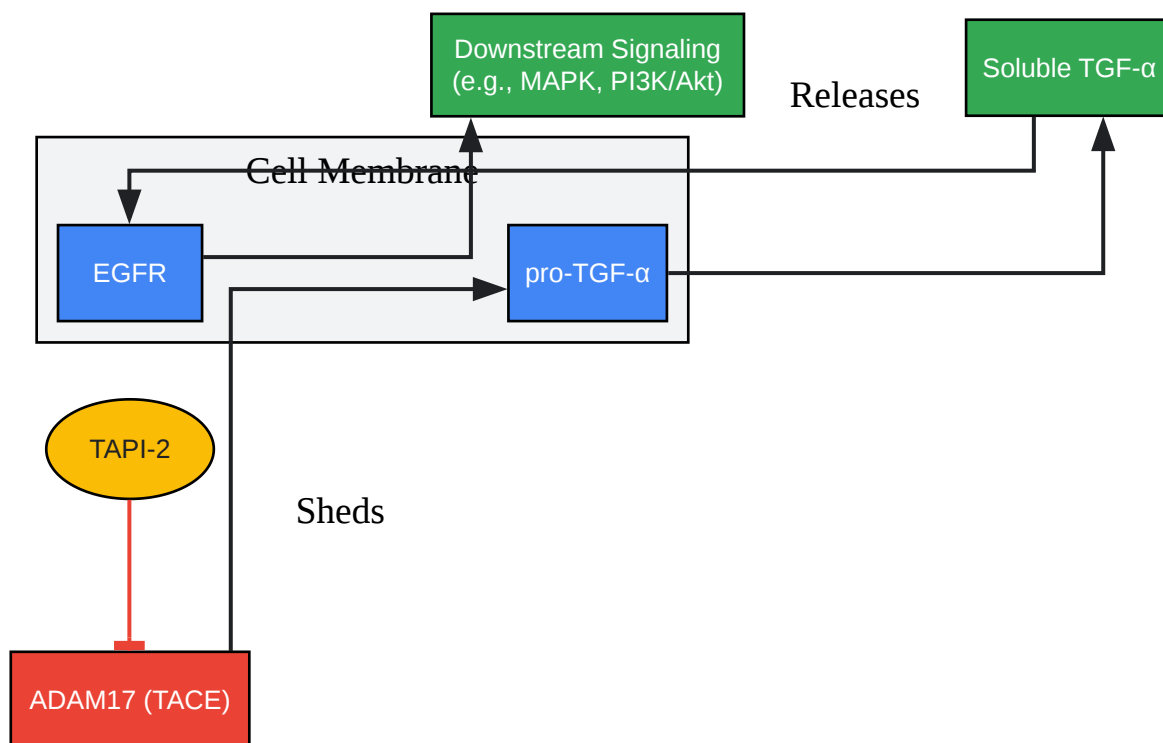 Downstream Signaling
(e.g., MAPK, PI3K/Akt)
Releases
Soluble TGF-α
Cell Membrane
EGFR
pro-TGF-α
TAPI-2
Sheds
ADAM17 (TACE)